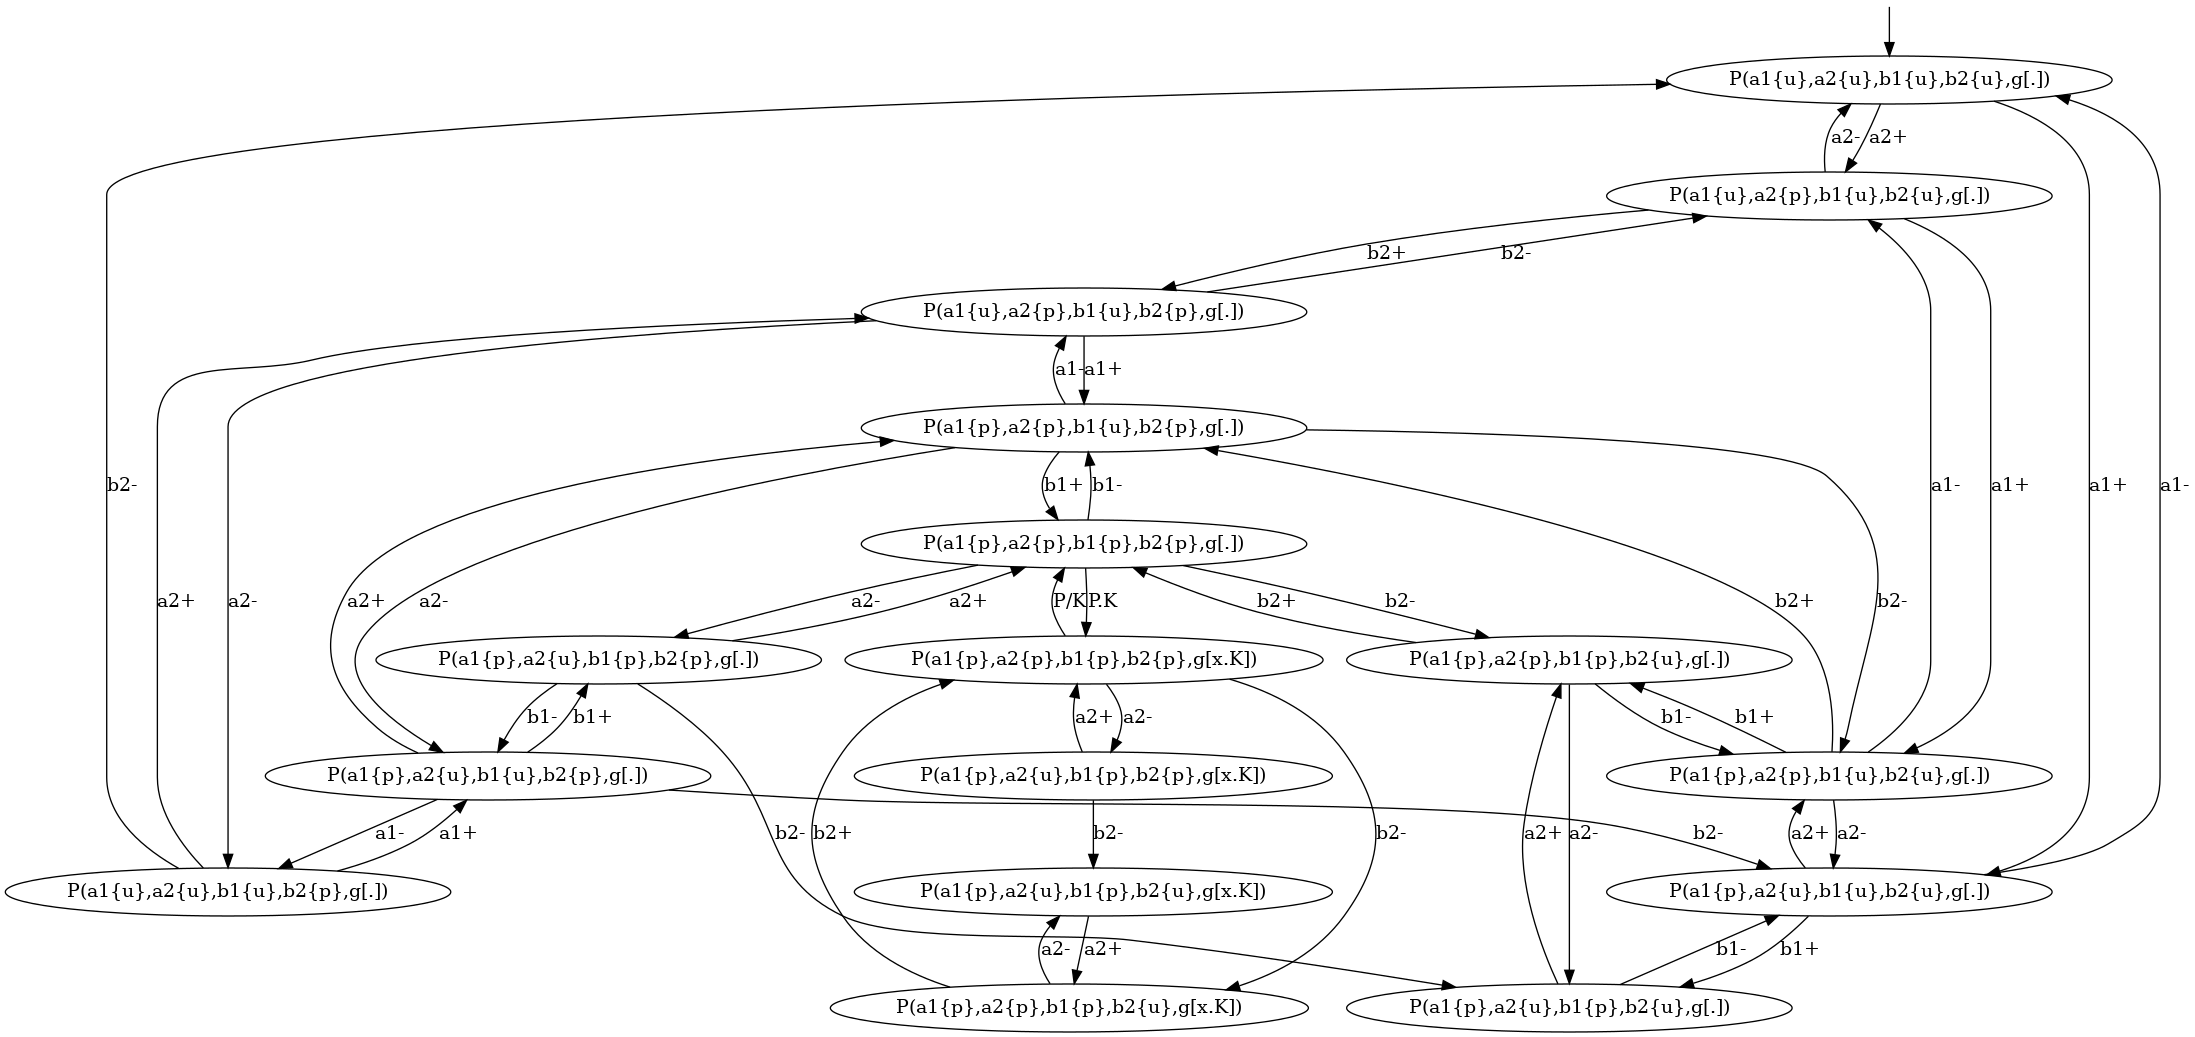 P(a1{u},a2{u},b1{u},b2{u},g[.])
a2- a2+
P(a1{u},a2{p},b1{u},b2{u},g[.])
b2+ b2-
P(a1{u},a2{p},b1{u},b2{p},g[.])
a1- a1+
P(a1{p},a2{p},b1{u},b2{p},g[.])
b2- b1+ b1- a1- a1+ a1+ a1-
P(a1{p},a2{p},b1{p},b2{p},g[.])
a2+ a2- a2+ a2- a2- a2+ P/K P.K b2+ b2- b2+ b2-
P(a1{p},a2{u},b1{p},b2{p},g[.])
P(a1{p},a2{p},b1{p},b2{p},g[x.K])
P(a1{p},a2{p},b1{p},b2{u},g[.])
b1- b1+ a2+ a2- b1- b1+
P(a1{p},a2{u},b1{u},b2{p},g[.])
P(a1{p},a2{u},b1{p},b2{p},g[x.K])
P(a1{p},a2{p},b1{u},b2{u},g[.])
a1- a1+ b2- b2+ b2- b2- a2+ a2- b2- a2+ a2-
P(a1{u},a2{u},b1{u},b2{p},g[.])
P(a1{p},a2{u},b1{p},b2{u},g[x.K])
P(a1{p},a2{u},b1{u},b2{u},g[.])
a2- a2+ b1- b1+
P(a1{p},a2{p},b1{p},b2{u},g[x.K])
P(a1{p},a2{u},b1{p},b2{u},g[.])